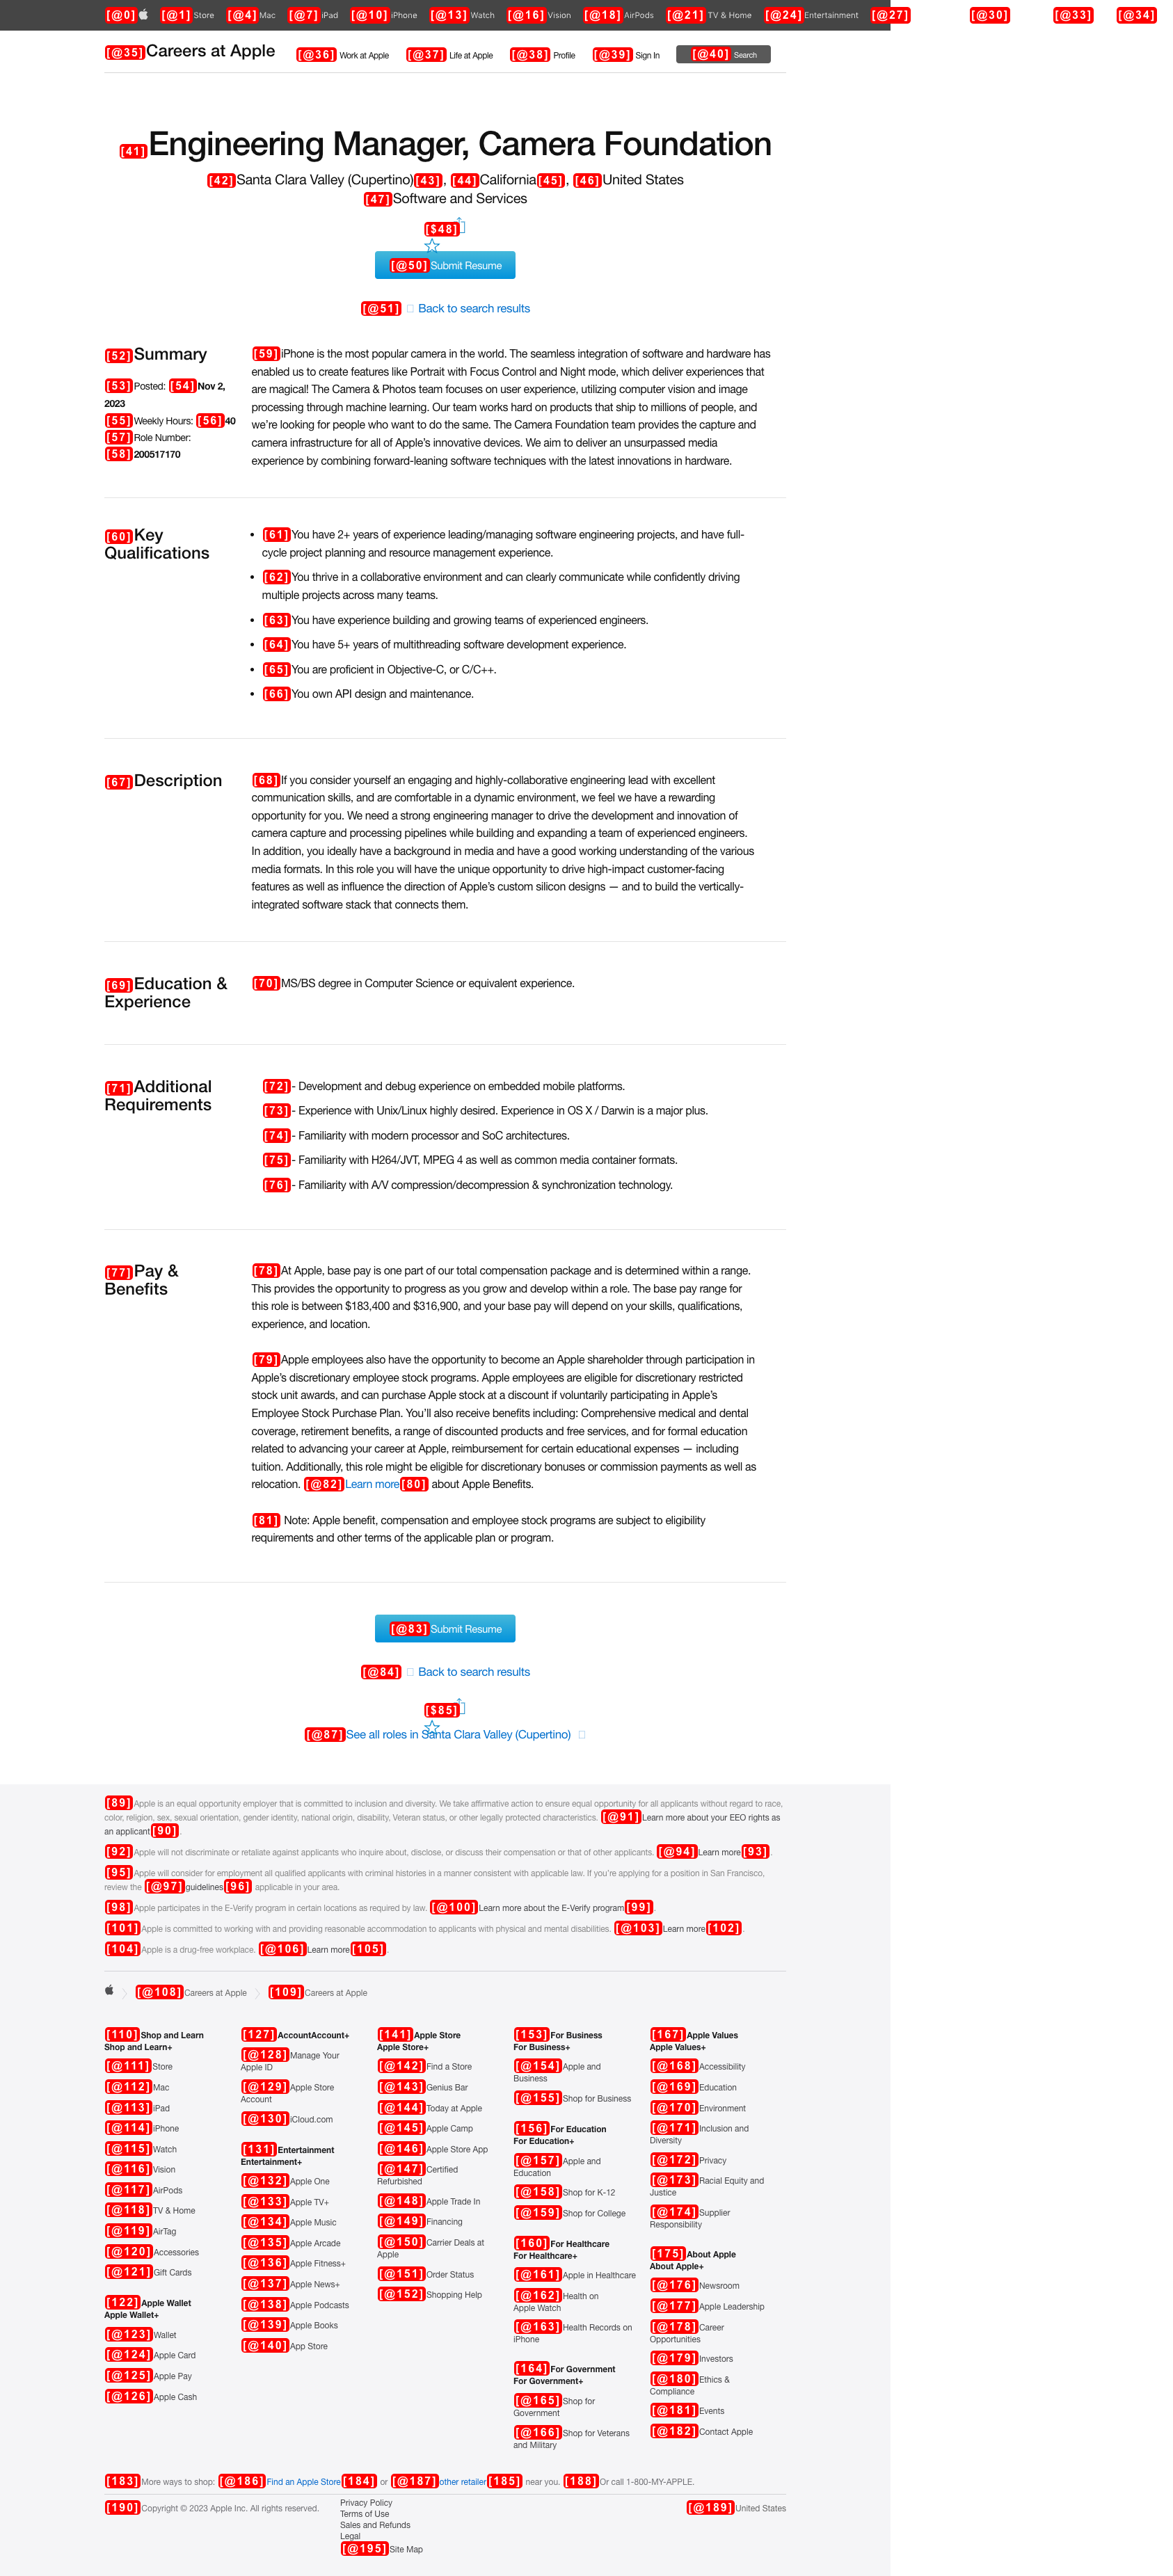 [@0] [@1] Store [@4] Mac [@7] iPad [@10] iPhone [@13] Watch [@16] Vision [@18] AirPods [@21] TV & Home [@24] Entertainment [@27] [@30] [@33] [@34]
[@35] Careers at Apple [@36] Work at Apple [@37] Life at Apple [@38] Profile [@39] Sign In [@40] Search
[41] Engineering Manager, Camera Foundation
[42] Santa Clara Valley (Cupertino) [43] , [44] California [45] , [46] United States
[47] Software and Services
[$48]
[@50] Submit Resume
[@51] Back to search results
[52] Summary
[53] Posted: [54] Nov 2,
2023
[55] Weekly Hours: [56] 40
[57] Role Number:
[58] 200517170
[59] iPhone is the most popular camera in the world. The seamless integration of software and hardware has
enabled us to create features like Portrait with Focus Control and Night mode, which deliver experiences that
are magical! The Camera & Photos team focuses on user experience, utilizing computer vision and image
processing through machine learning. Our team works hard on products that ship to millions of people, and
we're looking for people who want to do the same. The Camera Foundation team provides the capture and
camera infrastructure for all of Apple's innovative devices. We aim to deliver an unsurpassed media
experience by combining forward-leaning software techniques with the latest innovations in hardware.
[60] Key
Qualifications
• [61] You have 2+ years of experience leading/managing software engineering projects, and have full-
cycle project planning and resource management experience.
• [62] You thrive in a collaborative environment and can clearly communicate while confidently driving
multiple projects across many teams.
• [63] You have experience building and growing teams of experienced engineers.
• [64] You have 5+ years of multithreading software development experience.
• [65] You are proficient in Objective-C, or C/C++.
• [66] You own API design and maintenance.
[67] Description
[68] If you consider yourself an engaging and highly-collaborative engineering lead with excellent
communication skills, and are comfortable in a dynamic environment, we feel we have a rewarding
opportunity for you. We need a strong engineering manager to drive the development and innovation of
camera capture and processing pipelines while building and expanding a team of experienced engineers.
In addition, you ideally have a background in media and have a good working understanding of the various
media formats. In this role you will have the unique opportunity to drive high-impact customer-facing
features as well as influence the direction of Apple's custom silicon designs — and to build the vertically-
integrated software stack that connects them.
[69] Education &
Experience
[70] MS/BS degree in Computer Science or equivalent experience.
[71] Additional
Requirements
[72] - Development and debug experience on embedded mobile platforms.
[73] - Experience with Unix/Linux highly desired. Experience in OS X / Darwin is a major plus.
[74] - Familiarity with modern processor and SoC architectures.
[75] - Familiarity with H264/JVT, MPEG 4 as well as common media container formats.
[76] - Familiarity with A/V compression/decompression & synchronization technology.
[77] Pay &
Benefits
[78] At Apple, base pay is one part of our total compensation package and is determined within a range.
This provides the opportunity to progress as you grow and develop within a role. The base pay range for
this role is between $183,400 and $316,900, and your base pay will depend on your skills, qualifications,
experience, and location.
[79] Apple employees also have the opportunity to become an Apple shareholder through participation in
Apple's discretionary employee stock programs. Apple employees are eligible for discretionary restricted
stock unit awards, and can purchase Apple stock at a discount if voluntarily participating in Apple's
Employee Stock Purchase Plan. You'll also receive benefits including: Comprehensive medical and dental
coverage, retirement benefits, a range of discounted products and free services, and for formal education
related to advancing your career at Apple, reimbursement for certain educational expenses — including
tuition. Additionally, this role might be eligible for discretionary bonuses or commission payments as well as
relocation. [@82] Learn more [80] about Apple Benefits.
[81] Note: Apple benefit, compensation and employee stock programs are subject to eligibility
requirements and other terms of the applicable plan or program.
[@83] Submit Resume
[@84] Back to search results
[$85]
[@87] See all roles in Santa Clara Valley (Cupertino)
[89] Apple is an equal opportunity employer that is committed to inclusion and diversity. We take affirmative action to ensure equal opportunity for all applicants without regard to race,
color, religion, sex, sexual orientation, gender identity, national origin, disability, Veteran status, or other legally protected characteristics. [@91] Learn more about your EEO rights as
an applicant [90] .
[92] Apple will not discriminate or retaliate against applicants who inquire about, disclose, or discuss their compensation or that of other applicants. [@94] Learn more [93] .
[95] Apple will consider for employment all qualified applicants with criminal histories in a manner consistent with applicable law. If you're applying for a position in San Francisco,
review the [@97] guidelines [96] applicable in your area.
[98] Apple participates in the E-Verify program in certain locations as required by law. [@100] Learn more about the E-Verify program [99] .
[101] Apple is committed to working with and providing reasonable accommodation to applicants with physical and mental disabilities. [@103] Learn more [102] .
[104] Apple is a drug-free workplace. [@106] Learn more [105] .
[@108] Careers at Apple [109] Careers at Apple
[110] Shop and Learn
Shop and Learn+
[@111] Store
[@112] Mac
[@113] iPad
[@114] iPhone
[@115] Watch
[@116] Vision
[@117] AirPods
[@118] TV & Home
[@119] AirTag
[@120] Accessories
[@121] Gift Cards
[122] Apple Wallet
Apple Wallet+
[@123] Wallet
[@124] Apple Card
[@125] Apple Pay
[@126] Apple Cash
[127] AccountAccount+
[@128] Manage Your
Apple ID
[@129] Apple Store
Account
[@130] iCloud.com
[131] Entertainment
Entertainment+
[@132] Apple One
[@133] Apple TV+
[@134] Apple Music
[@135] Apple Arcade
[@136] Apple Fitness+
[@137] Apple News+
[@138] Apple Podcasts
[@139] Apple Books
[@140] App Store
[141] Apple Store
Apple Store+
[@142] Find a Store
[@143] Genius Bar
[@144] Today at Apple
[@145] Apple Camp
[@146] Apple Store App
[@147] Certified
Refurbished
[@148] Apple Trade In
[@149] Financing
[@150] Carrier Deals at
Apple
[@151] Order Status
[@152] Shopping Help
[153] For Business
For Business+
[@154] Apple and
Business
[@155] Shop for Business
[156] For Education
For Education+
[@157] Apple and
Education
[@158] Shop for K-12
[@159] Shop for College
[160] For Healthcare
For Healthcare+
[@161] Apple in Healthcare
[@162] Health on
Apple Watch
[@163] Health Records on
iPhone
[164] For Government
For Government+
[@165] Shop for
Government
[@166] Shop for Veterans
and Military
[167] Apple Values
Apple Values+
[@168] Accessibility
[@169] Education
[@170] Environment
[@171] Inclusion and
Diversity
[@172] Privacy
[@173] Racial Equity and
Justice
[@174] Supplier
Responsibility
[175] About Apple
About Apple+
[@176] Newsroom
[@177] Apple Leadership
[@178] Career
Opportunities
[@179] Investors
[@180] Ethics &
Compliance
[@181] Events
[@182] Contact Apple
[183] More ways to shop: [@186] Find an Apple Store [184] or [@187] other retailer [185] near you. [188] Or call 1-800-MY-APPLE.
[190] Copyright © 2023 Apple Inc. All rights reserved.
Privacy Policy
Terms of Use
Sales and Refunds
Legal
[@195] Site Map
[@189] United States